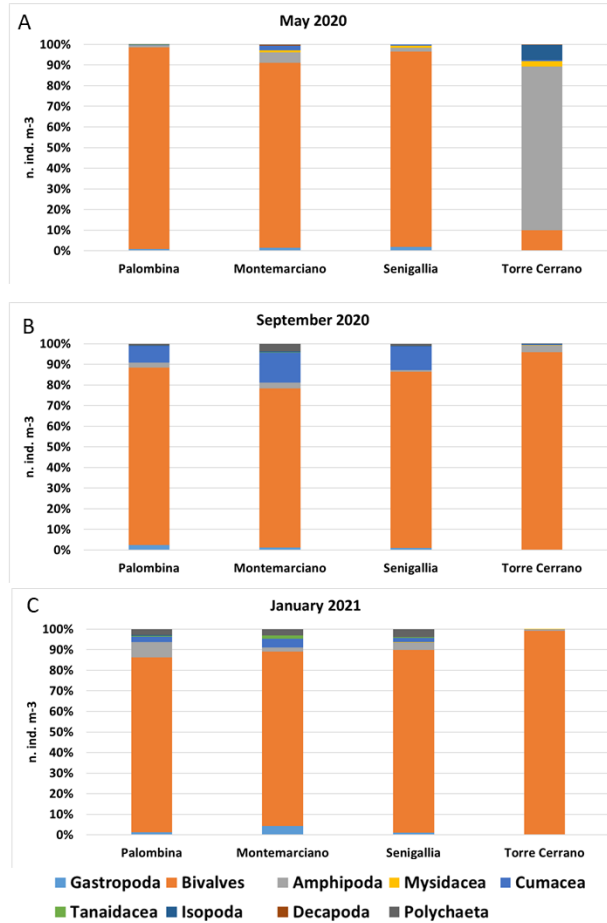 A
May 2020
100%
90%
80%
70%
60%
50%
40%
30%
20%
10%
0%
n. ind. m-3
Palombina Montemarciano Senigallia Torre Cerrano
B
September 2020
100%
90%
80%
70%
60%
50%
40%
30%
20%
10%
0%
n. ind. m-3
Palombina Montemarciano Senigallia Torre Cerrano
C
January 2021
100%
90%
80%
70%
60%
50%
40%
30%
20%
10%
0%
n. ind. m-3
Palombina Montemarciano Senigallia Torre Cerrano
Gastropoda Bivalves Amphipoda Mysidacea Cumacea
Tanaidacea Isopoda Decapoda Polychaeta